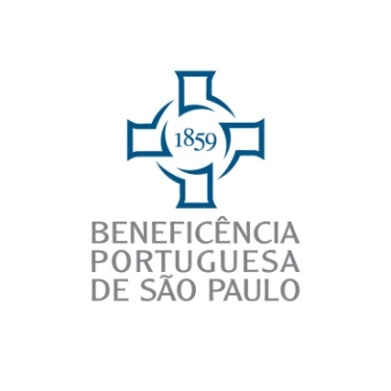 1859
BENEFICÊNCIA
PORTUGUESA
DE SÃO PAULO